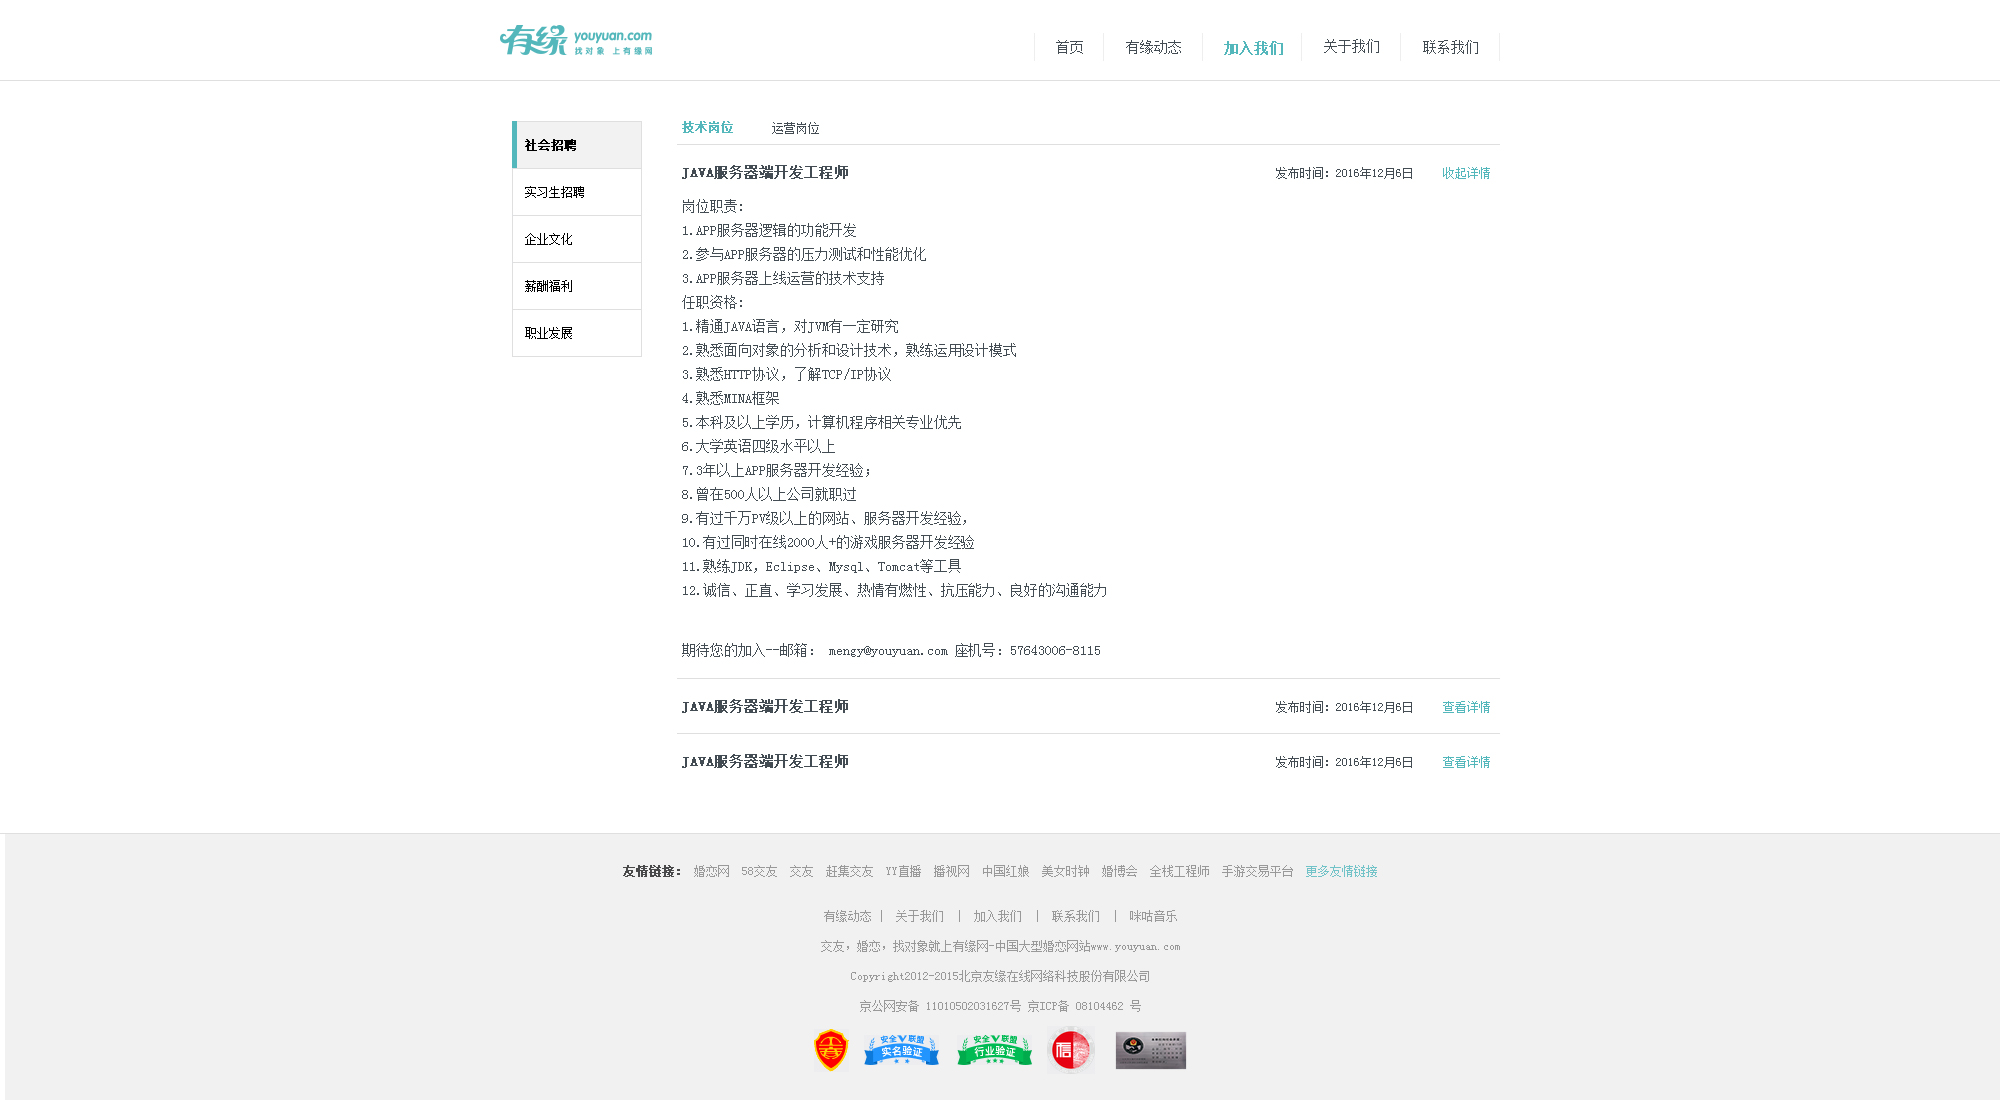 有缘 youyuan.com
找对象 上有缘网
首页 有缘动态 加入我们 关于我们 联系我们
社会招聘
实习生招聘
企业文化
薪酬福利
职业发展
技术岗位 运营岗位
JAVA服务器端开发工程师 发布时间：2016年12月6日 收起详情
岗位职责：
1.APP服务器逻辑的功能开发
2.参与APP服务器的压力测试和性能优化
3.APP服务器上线运营的技术支持
任职资格：
1.精通JAVA语言，对JVM有一定研究
2.熟悉面向对象的分析和设计技术，熟练运用设计模式
3.熟悉HTTP协议，了解TCP/IP协议
4.熟悉MINA框架
5.本科及以上学历，计算机程序相关专业优先
6.大学英语四级水平以上
7.3年以上APP服务器开发经验；
8.曾在500人以上公司就职过
9.有过千万PV级以上的网站、服务器开发经验，
10.有过同时在线2000人+的游戏服务器开发经验
11.熟练JDK，Eclipse、Mysql、Tomcat等工具
12.诚信、正直、学习发展、热情有燃性、抗压能力、良好的沟通能力
期待您的加入--邮箱： mengy@youyuan.com 座机号：57643006-8115
JAVA服务器端开发工程师 发布时间：2016年12月6日 查看详情
JAVA服务器端开发工程师 发布时间：2016年12月6日 查看详情
友情链接： 婚恋网 58交友 交友 赶集交友 YY直播 播视网 中国红娘 美女时钟 婚博会 全栈工程师 手游交易平台 更多友情链接
有缘动态 | 关于我们 | 加入我们 | 联系我们 | 咪咕音乐
交友，婚恋，找对象就上有缘网-中国大型婚恋网站www.youyuan.com
Copyright2012-2015北京友缘在线网络科技股份有限公司
京公网安备 11010502031627号 京ICP备 08104462 号
安全V联盟 实名验证
安全V联盟 行业验证
信